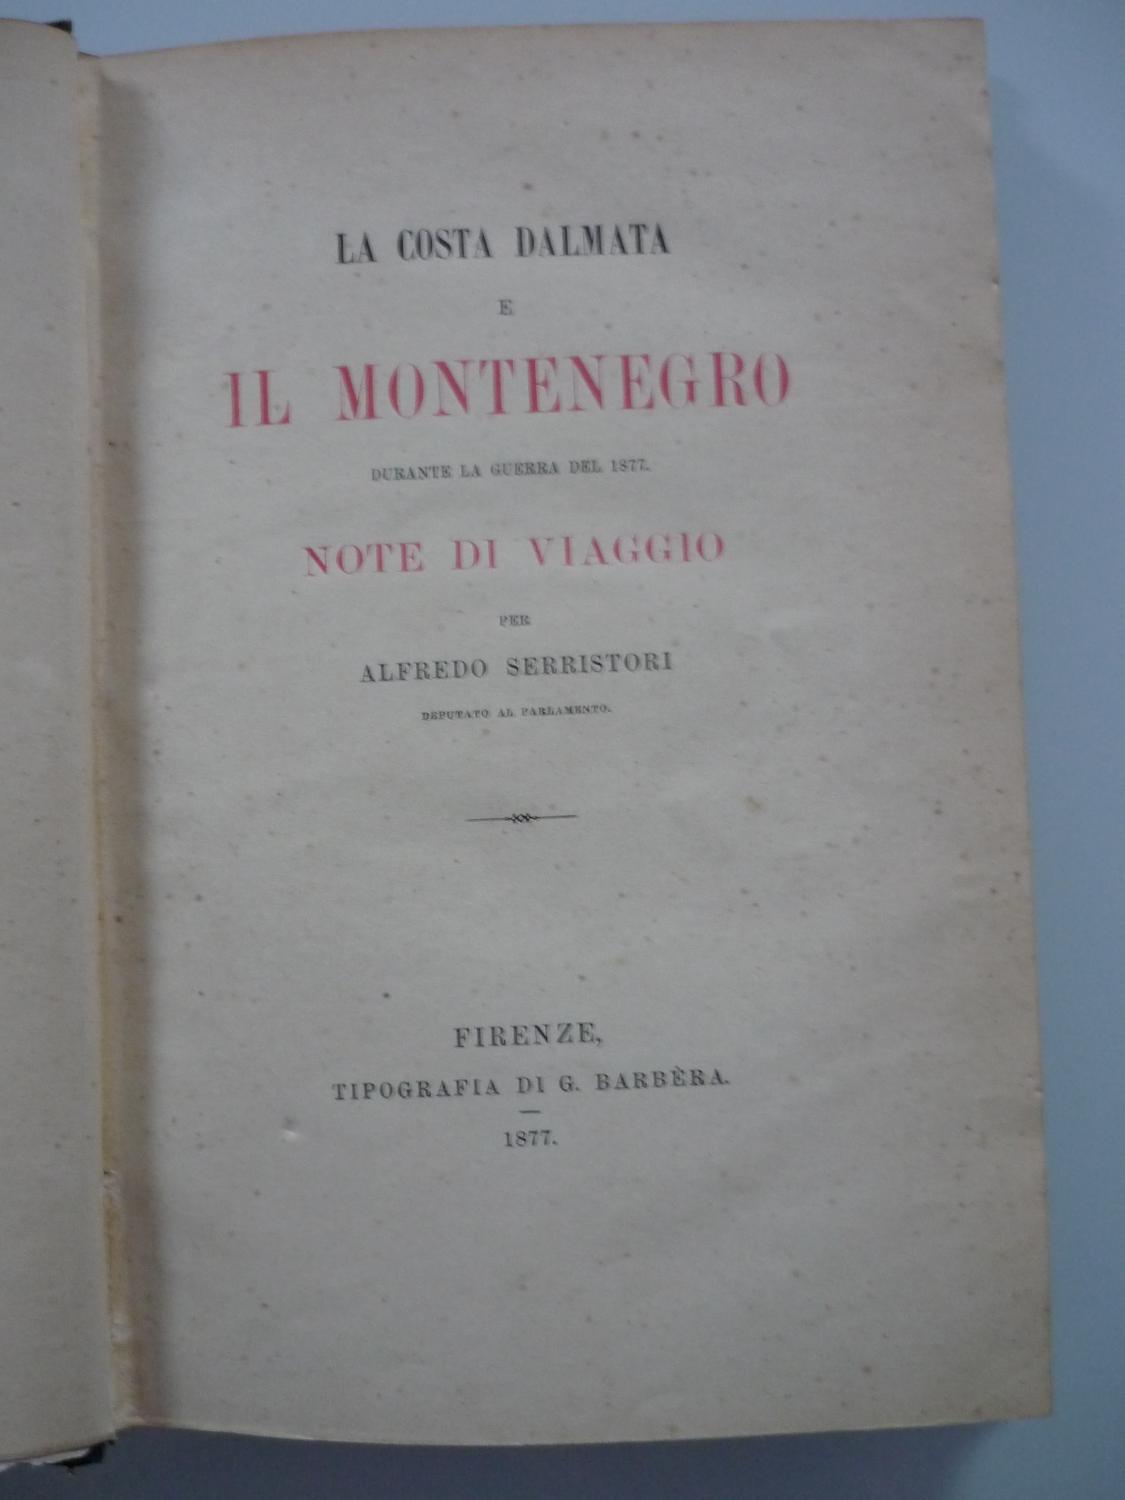 LA COSTA DALMATA
E
IL MONTENEGRO
DURANTE LA GUERRA DEL 1877.
NOTE DI VIAGGIO
PER
ALFREDO SERRISTORI
DEPUTATO AL PARLAMENTO.
FIRENZE,
TIPOGRAFIA DI G. BARBÈRA.
—
1877.